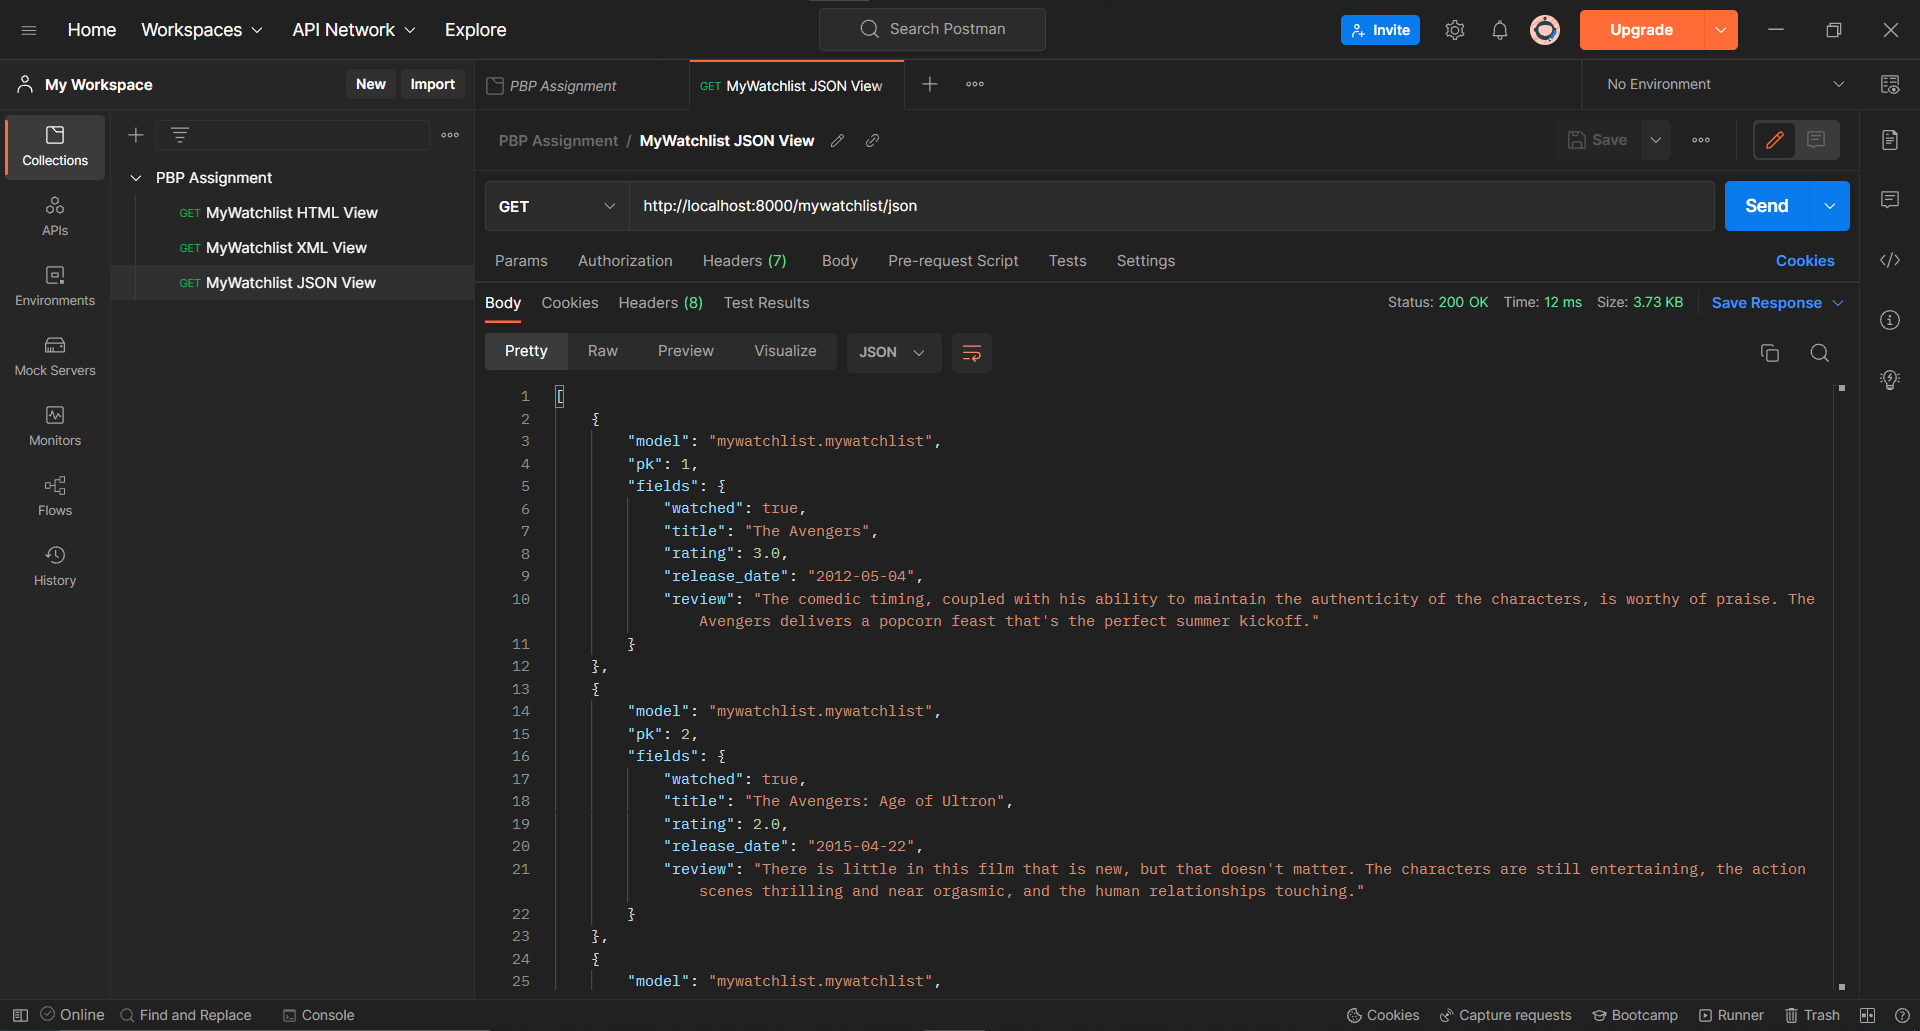 Home Workspaces API Network Explore Search Postman Invite Upgrade
My Workspace New Import PBP Assignment GET MyWatchlist JSON View No Environment
Collections
APIs
Environments
Mock Servers
Monitors
Flows
History
PBP Assignment
GET MyWatchlist HTML View
GET MyWatchlist XML View
GET MyWatchlist JSON View
PBP Assignment / MyWatchlist JSON View Save
GET http://localhost:8000/mywatchlist/json Send
Params Authorization Headers (7) Body Pre-request Script Tests Settings Cookies
Body Cookies Headers (8) Test Results Status: 200 OK Time: 12 ms Size: 3.73 KB Save Response
Pretty Raw Preview Visualize JSON
1 [
2 {
3 "model": "mywatchlist.mywatchlist",
4 "pk": 1,
5 "fields": {
6 "watched": true,
7 "title": "The Avengers",
8 "rating": 3.0,
9 "release_date": "2012-05-04",
10 "review": "The comedic timing, coupled with his ability to maintain the authenticity of the characters, is worthy of praise. The
Avengers delivers a popcorn feast that's the perfect summer kickoff."
11 }
12 },
13 {
14 "model": "mywatchlist.mywatchlist",
15 "pk": 2,
16 "fields": {
17 "watched": true,
18 "title": "The Avengers: Age of Ultron",
19 "rating": 2.0,
20 "release_date": "2015-04-22",
21 "review": "There is little in this film that is new, but that doesn't matter. The characters are still entertaining, the action
scenes thrilling and near orgasmic, and the human relationships touching."
22 }
23 },
24 {
25 "model": "mywatchlist.mywatchlist",
Online Find and Replace Console Cookies Capture requests Bootcamp Runner Trash